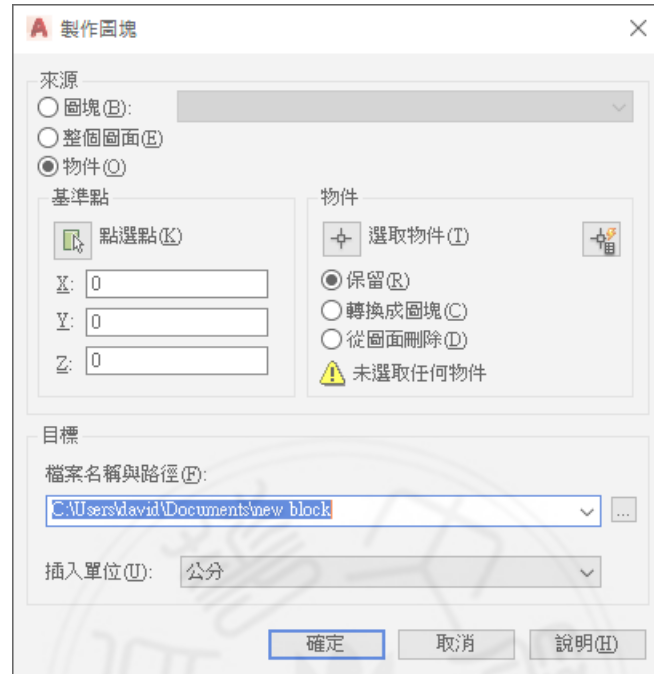 製作圖塊
來源
圖塊(B):
整個圖面(E)
物件(O)
基準點
點選點(K)
X: 0
Y: 0
Z: 0
物件
選取物件(T)
保留(R)
轉換成圖塊(C)
從圖面刪除(D)
未選取任何物件
目標
檔案名稱與路徑(F):
C:\Users\david\Documents\new block
...
插入單位(U): 公分
確定 取消 說明(H)